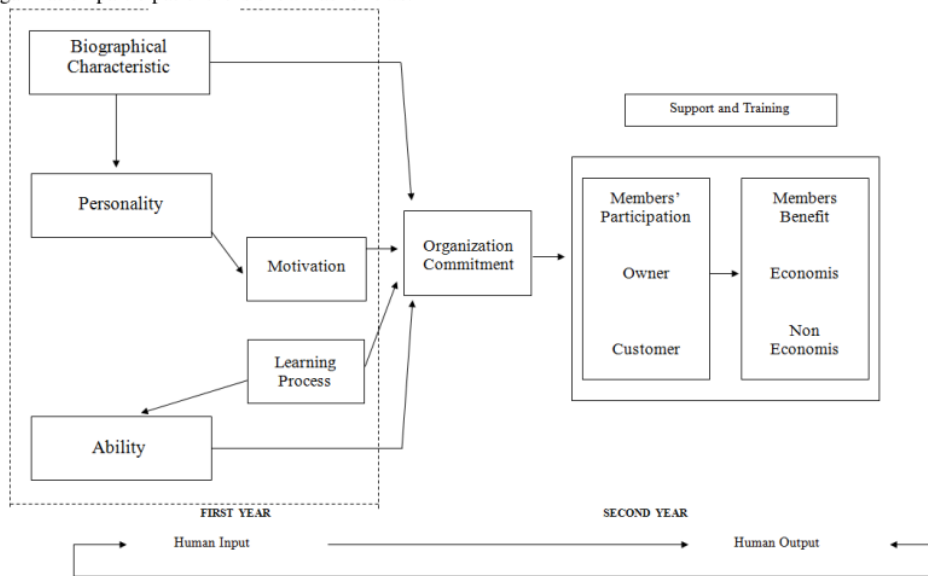 Biographical
Characteristic
Support and Training
Personality
Members'
Participation
Members
Benefit
Organization
Commitment
Motivation
Owner
Economis
Learning
Process
Customer
Non
Economis
Ability
FIRST YEAR
SECOND YEAR
Human Input
Human Output